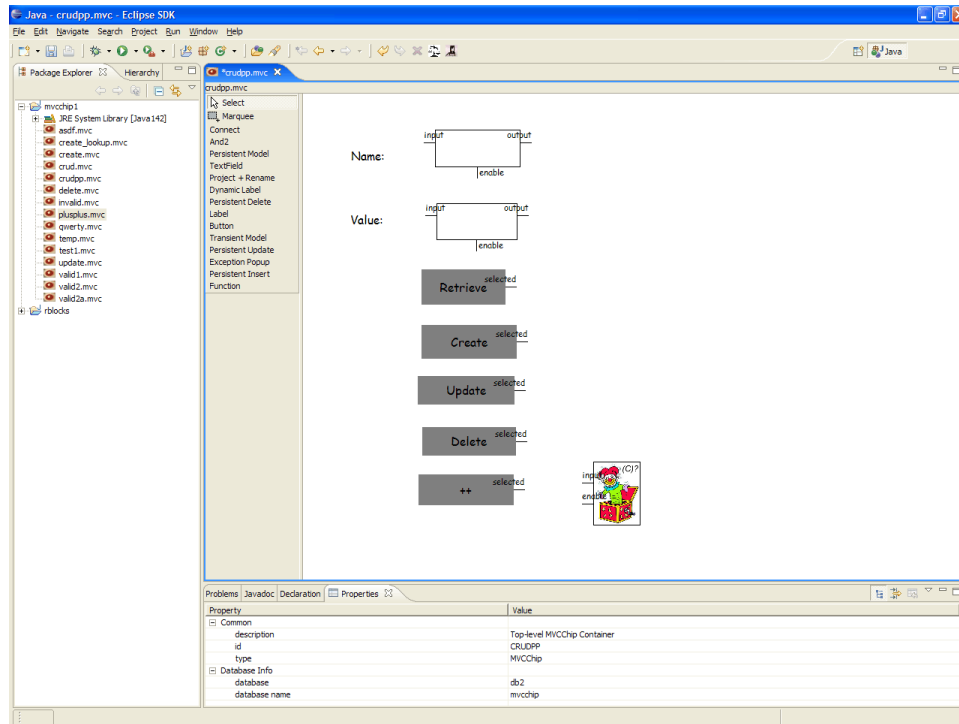 Java - crudpp.mvc - Eclipse SDK
File Edit Navigate Search Project Run Window Help
Java
Package Explorer Hierarchy
*crudpp.mvc
crudpp.mvc
mvcchip1
JRE System Library [Java142]
asdf.mvc
create_lookup.mvc
create.mvc
crud.mvc
crudpp.mvc
delete.mvc
invalid.mvc
plusplus.mvc
qwerty.mvc
temp.mvc
test1.mvc
update.mvc
valid1.mvc
valid2.mvc
valid2a.mvc
rblocks
Select
Marquee
Connect
And2
Persistent Model
TextField
Project + Rename
Dynamic Label
Persistent Delete
Label
Button
Transient Model
Persistent Update
Exception Popup
Persistent Insert
Function
input output
Name:
enable
input output
Value:
enable
selected
Retrieve
selected
Create
selected
Update
selected
Delete
selected
++
(C)?
input
enable
Problems Javadoc Declaration Properties
Property Value
Common
description Top-level MVCChip Container
id CRUDPP
type MVCChip
Database Info
database db2
database name mvcchip